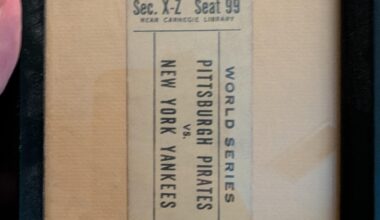 Sec. X-Z Seat 99
NEAR CARNEGIE LIBRARY
WORLD SERIES
PITTSBURGH PIRATES
VS.
NEW YORK YANKEES